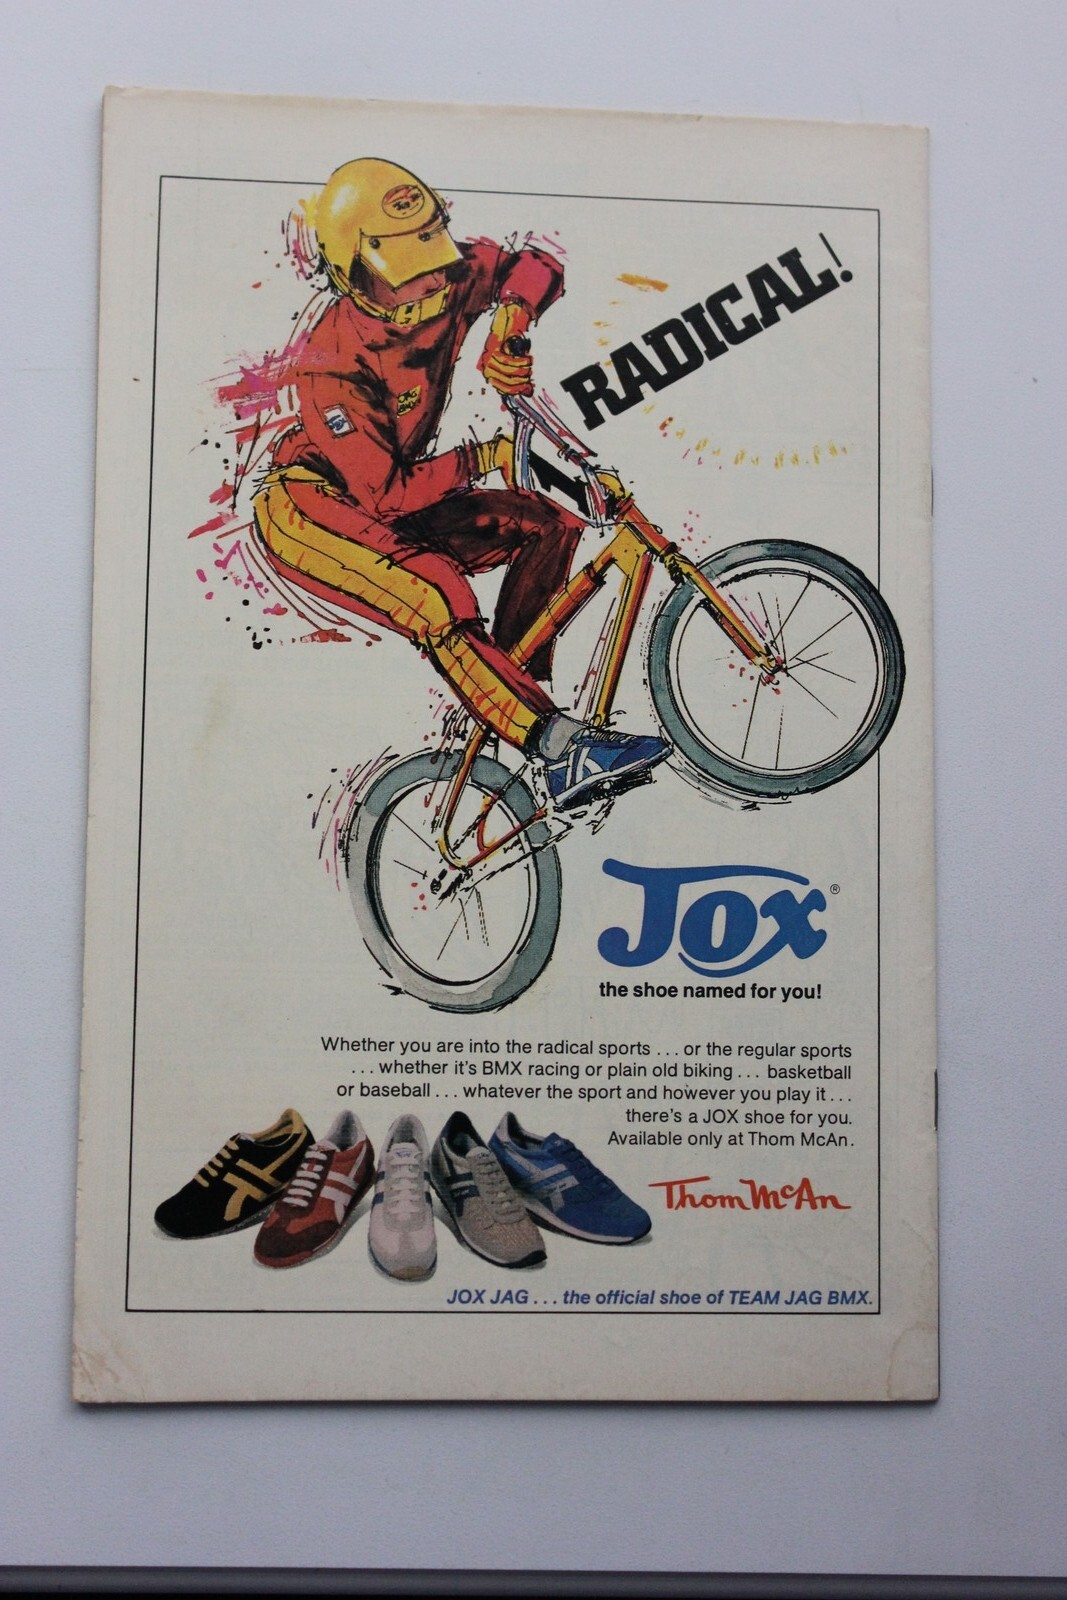 RADICAL!
1
JOX®
the shoe named for you!
Whether you are into the radical sports . . . or the regular sports
. . . whether it's BMX racing or plain old biking . . . basketball
or baseball . . . whatever the sport and however you play it . . .
there's a JOX shoe for you.
Available only at Thom McAn.
Thom McAn
JOX JAG . . . the official shoe of TEAM JAG BMX.